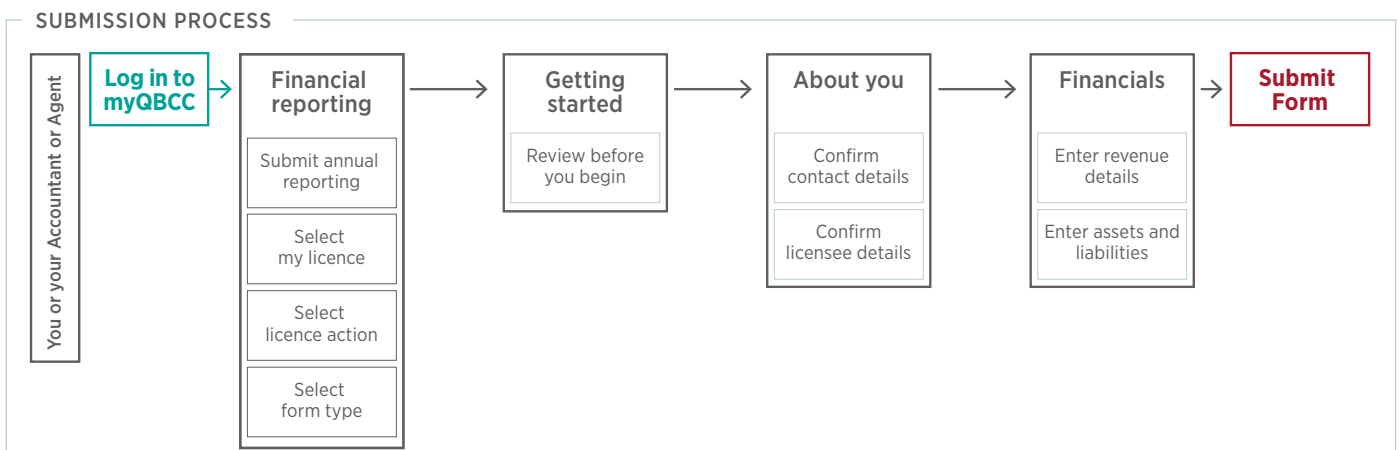 SUBMISSION PROCESS
You or your Accountant or Agent
Log in to
myQBCC
Financial
reporting
Submit annual
reporting
Select
my licence
Select
licence action
Select
form type
Getting
started
Review before
you begin
About you
Confirm
contact details
Confirm
licensee details
Financials
Enter revenue
details
Enter assets and
liabilities
Submit
Form